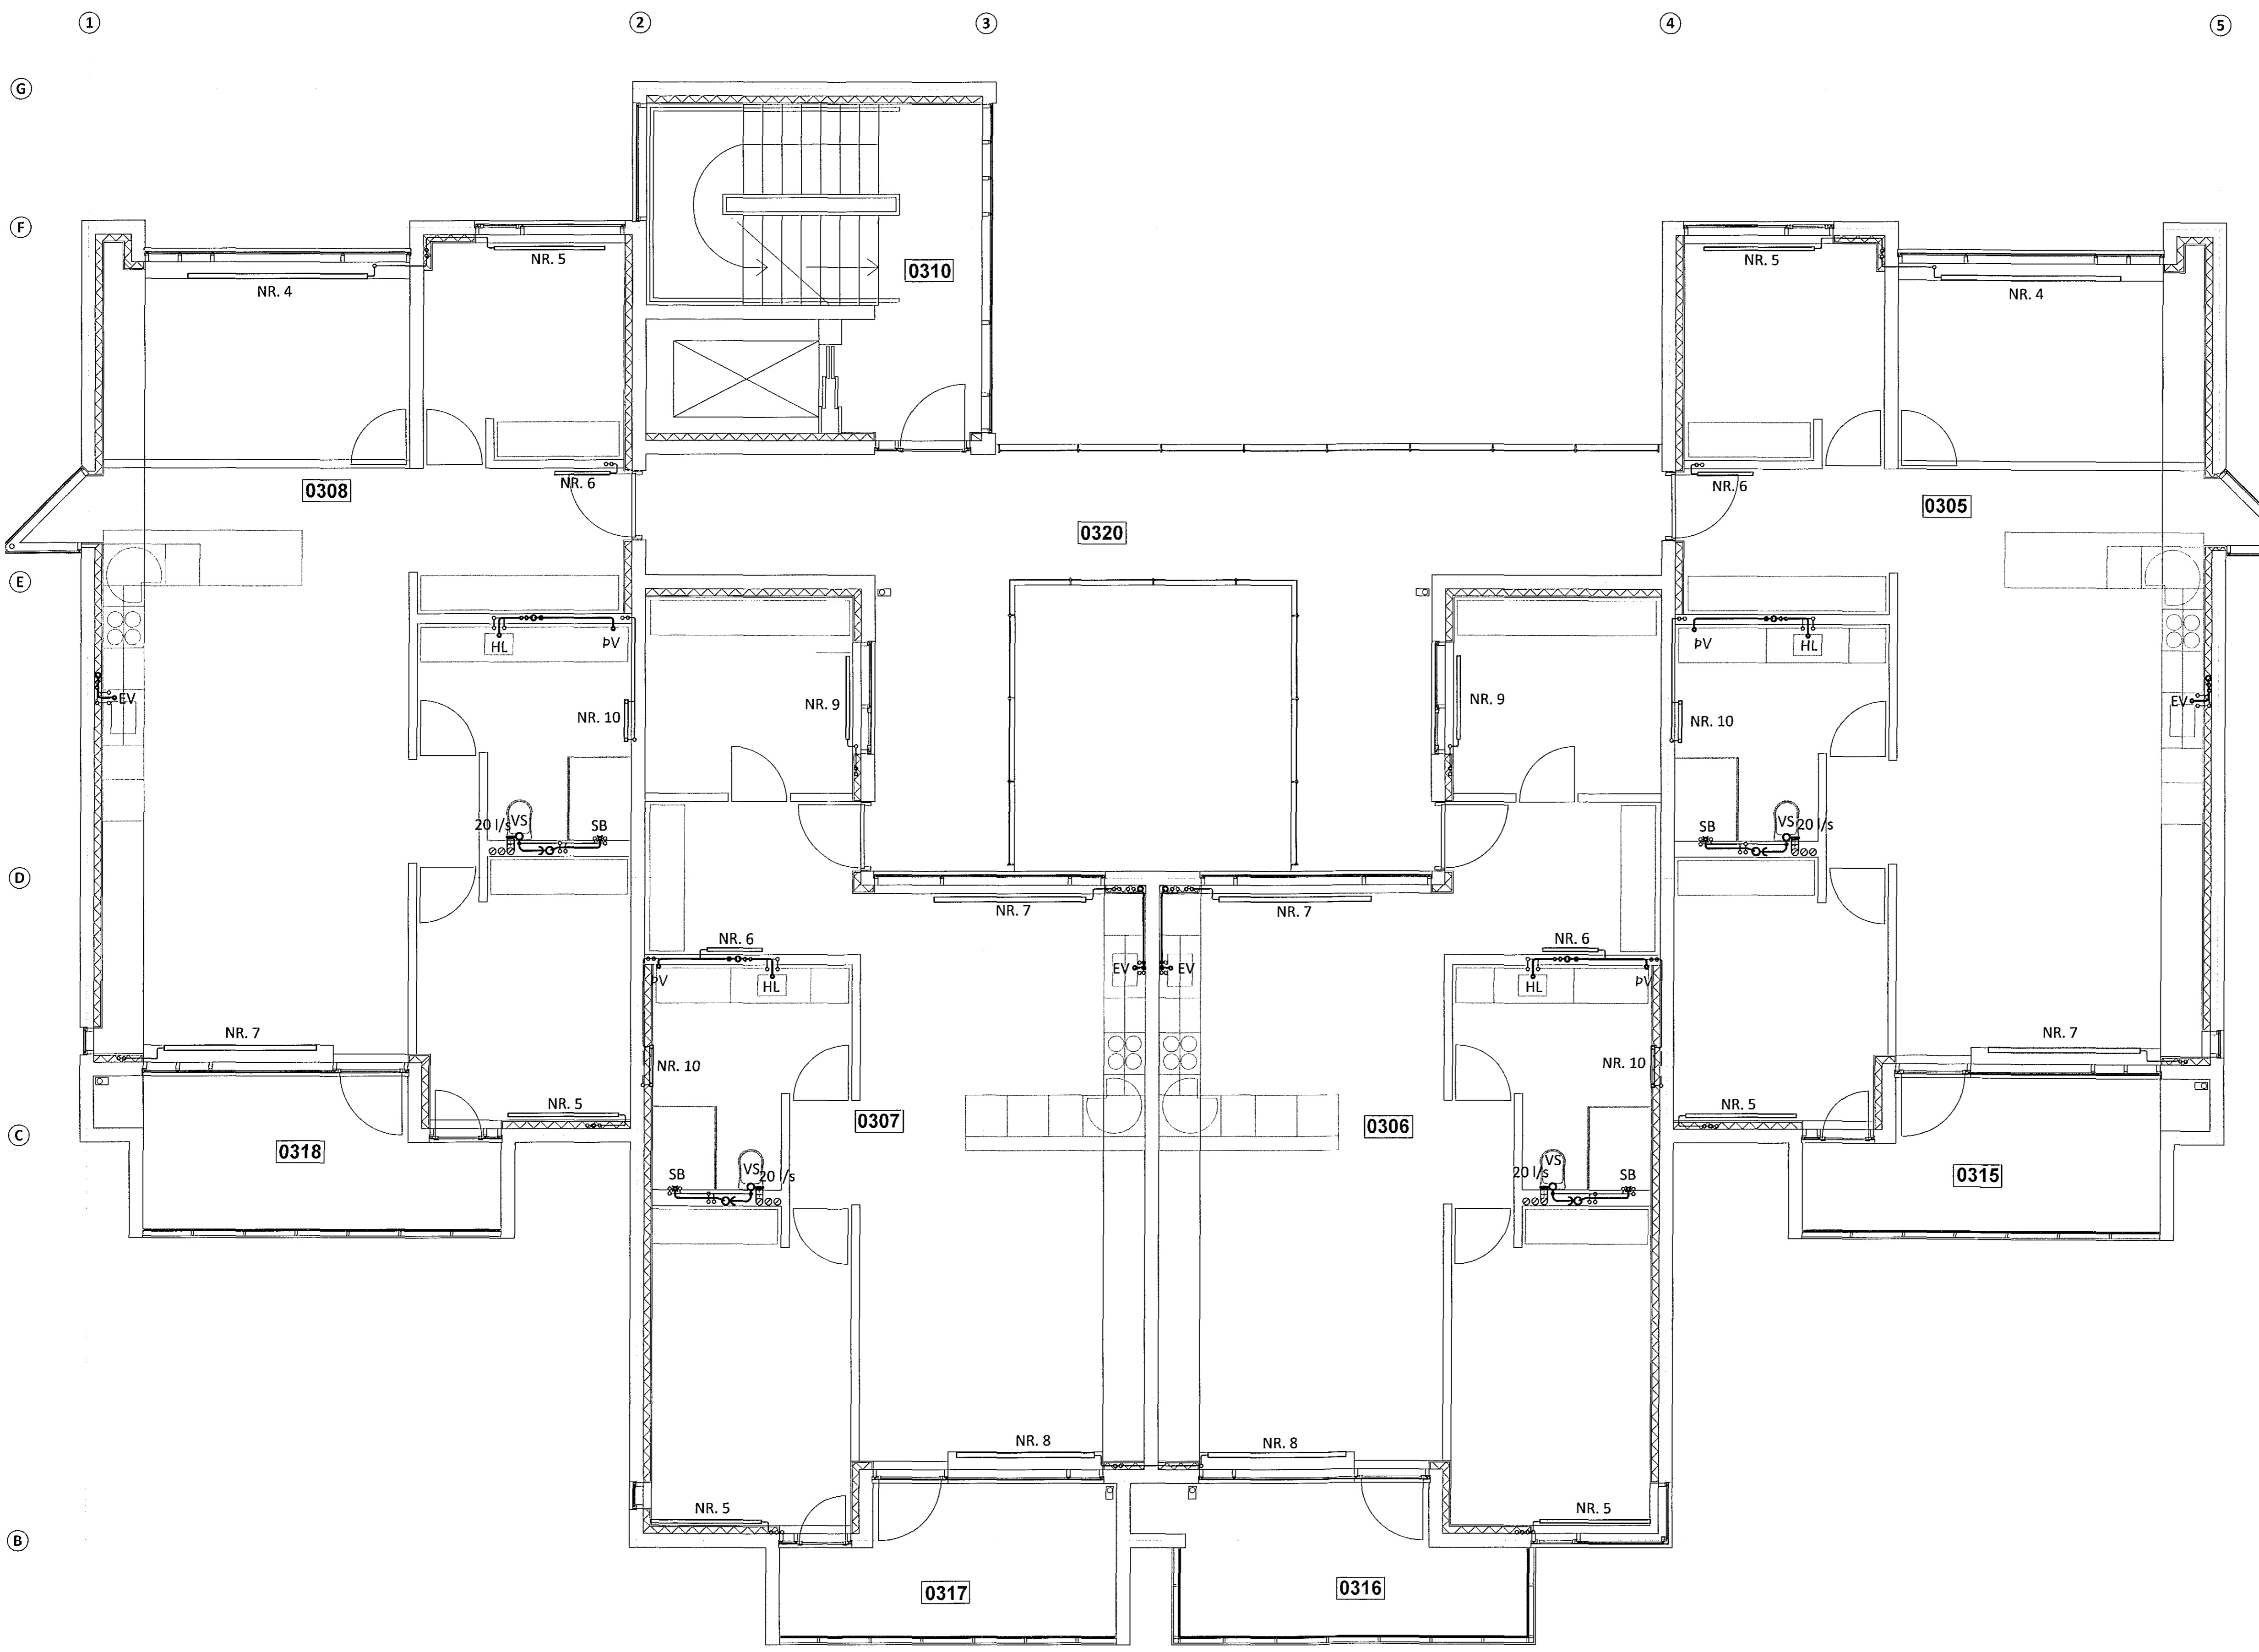 1 2 3 4 5
G
F
NR. 5 NR. 5
0310
NR. 4 NR. 4
0308 NR. 6 NR. 6 0305
0320
E
HL ÞV ÞV HL
EV NR. 10 NR. 9 NR. 9 NR. 10 EV
20 l/s VS SB SB VS 20 l/s
D
NR. 7 NR. 7
NR. 6 NR. 6
ÞV HL EV EV HL ÞV
NR. 7 NR. 7
NR. 10 NR. 10
NR. 5 NR. 5
0307 0306
C
0318 0315
SB VS 20 l/s 20 l/s VS SB
NR. 8 NR. 8
NR. 5 NR. 5
B
0317 0316